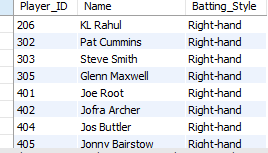 Player_ID Name Batting_Style
206 KL Rahul Right-hand
302 Pat Cummins Right-hand
303 Steve Smith Right-hand
305 Glenn Maxwell Right-hand
401 Joe Root Right-hand
402 Jofra Archer Right-hand
404 Jos Buttler Right-hand
405 Jonny Bairstow Right-hand